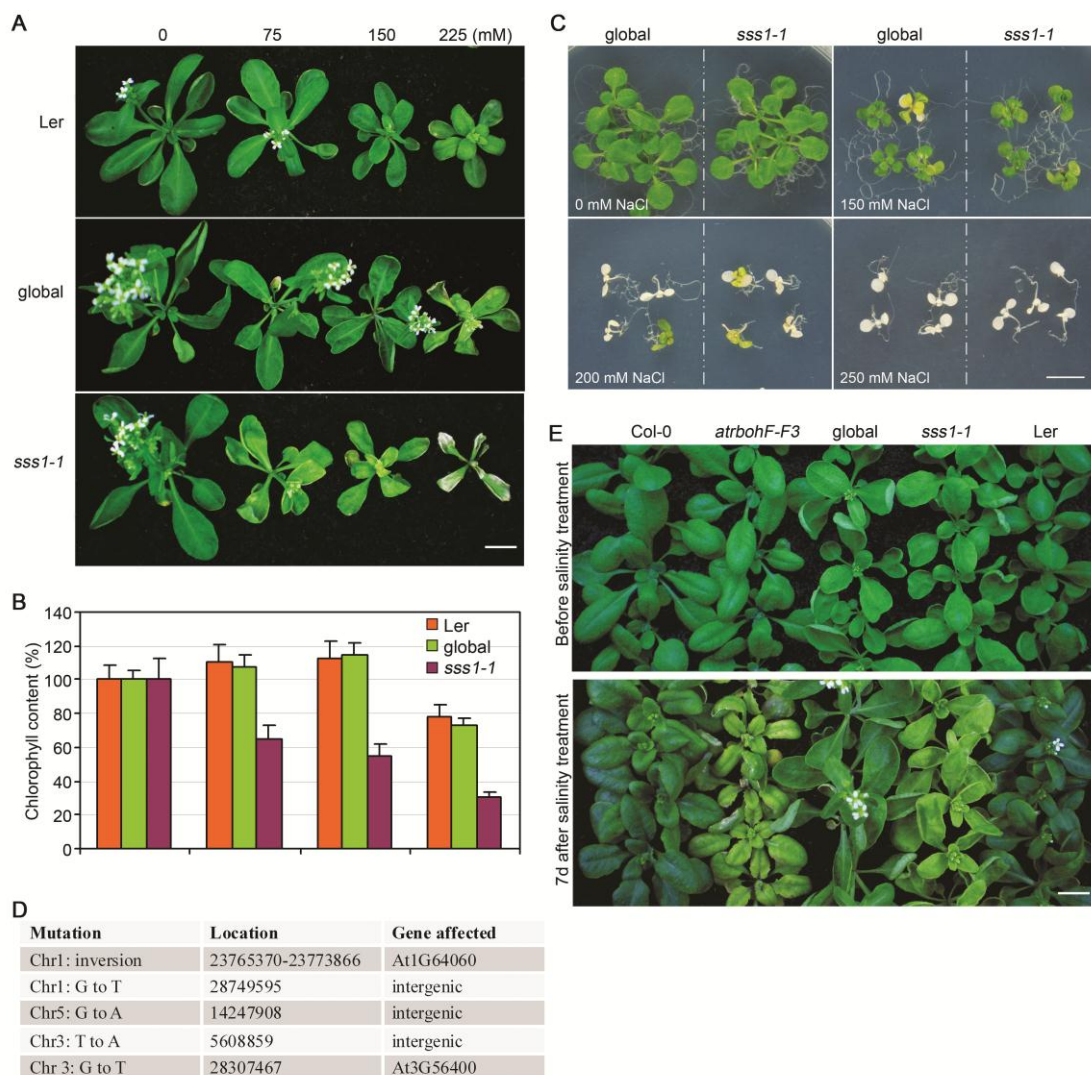 A
0 75 150 225 (mM)
Ler
global
sss1-1
B
Chlorophyll content (%)
140
120
100
80
60
40
20
0
Ler
global
sss1-1
C
global sss1-1 global sss1-1
0 mM NaCl
150 mM NaCl
200 mM NaCl
250 mM NaCl
D
Mutation Location Gene affected
Chr1: inversion 23765370-23773866 At1G64060
Chr1: G to T 28749595 intergenic
Chr5: G to A 14247908 intergenic
Chr3: T to A 5608859 intergenic
Chr 3: G to T 28307467 At3G56400
E
Col-0 atrbohF-F3 global sss1-1 Ler
Before salinity treatment
7d after salinity treatment